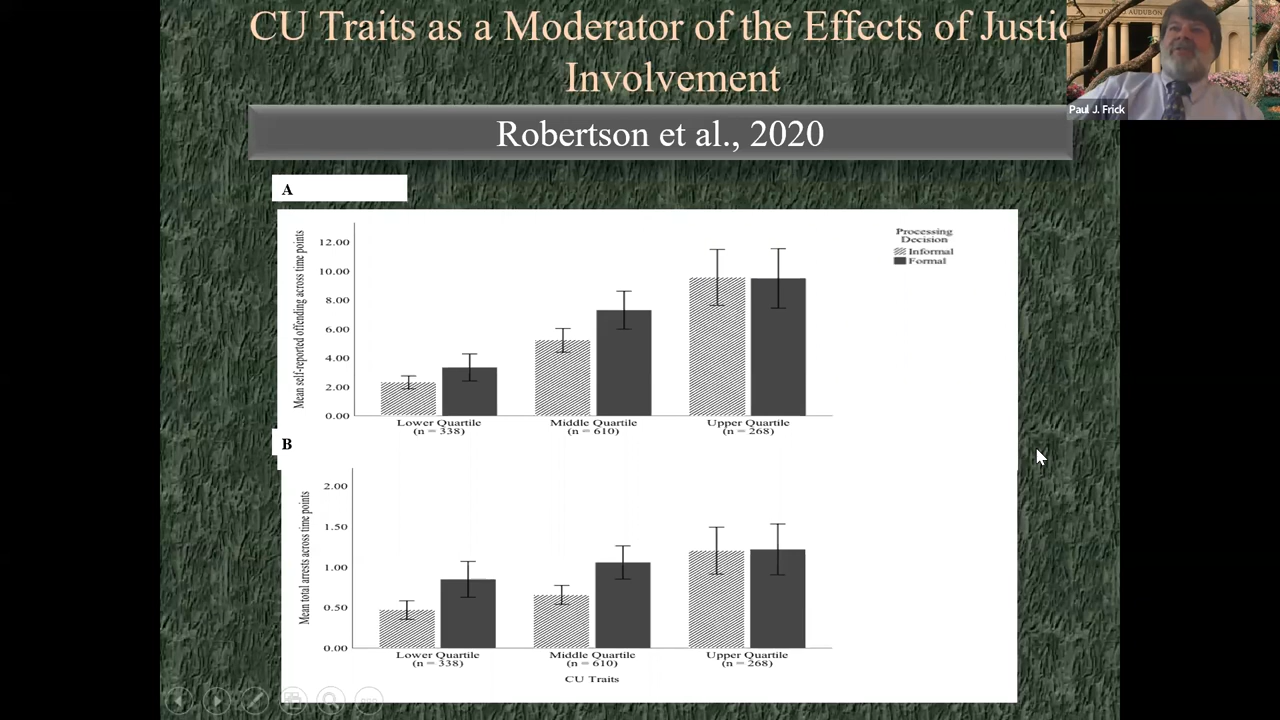 CU Traits as a Moderator of the Effects of Justic
Involvement
Paul J. Frick
Robertson et al., 2020
A
Mean self-reported offending across time points
12.00
10.00
8.00
6.00
4.00
2.00
0.00
Processing
Decision
Informal
Formal
Lower Quartile
(n = 338)
Middle Quartile
(n = 610)
Upper Quartile
(n = 268)
B
Mean total arrests across time points
2.00
1.50
1.00
0.50
0.00
Lower Quartile
(n = 338)
Middle Quartile
(n = 610)
Upper Quartile
(n = 268)
CU Traits